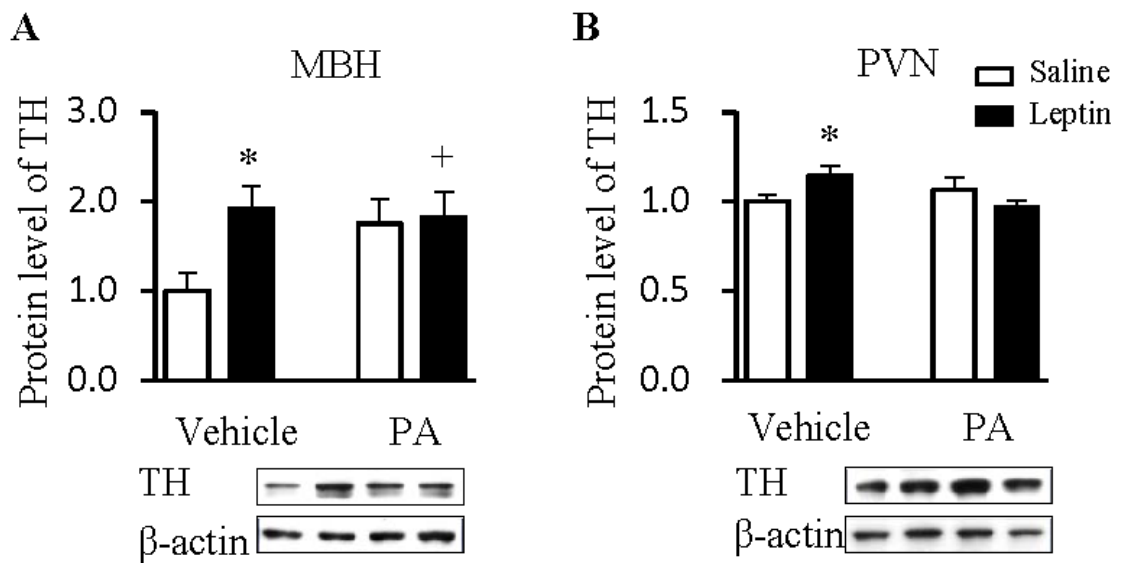 A
MBH
Protein level of TH
3.0
2.0
1.0
0.0
*
+
Vehicle
PA
TH
β-actin
B
PVN
Saline
Leptin
Protein level of TH
1.5
1.0
0.5
0.0
*
Vehicle
PA
TH
β-actin